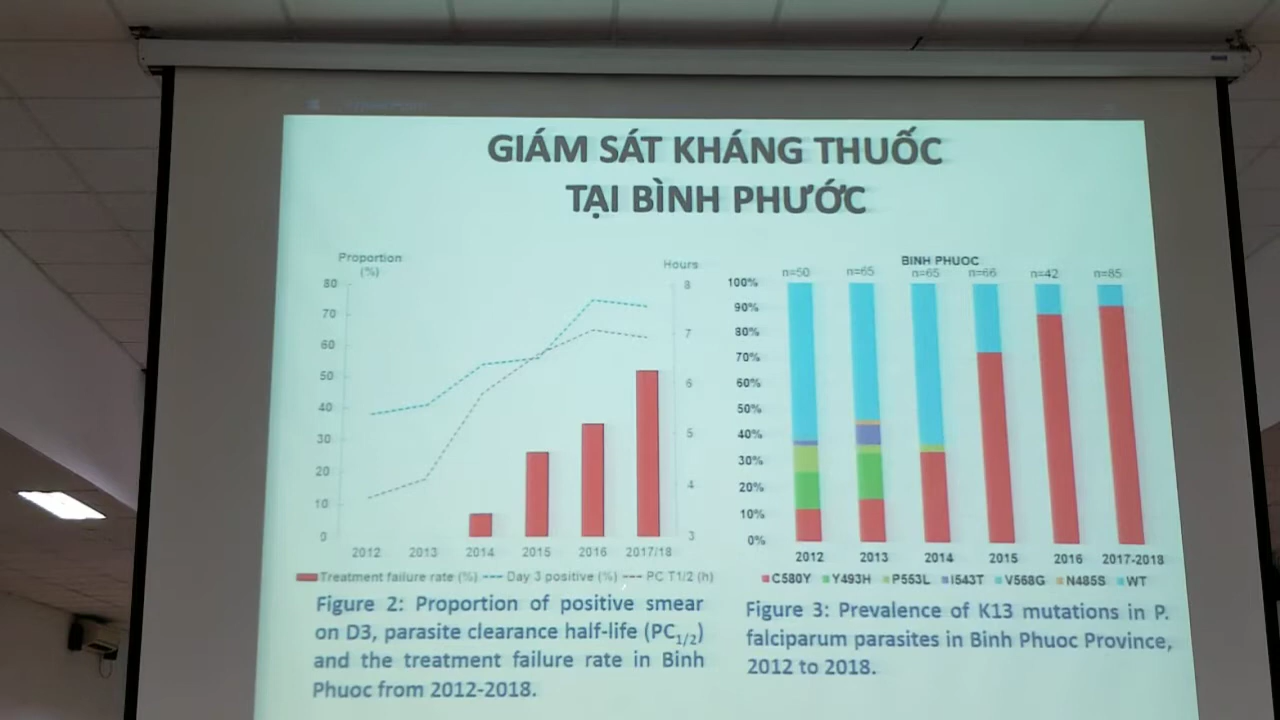 GIÁM SÁT KHÁNG THUỐC
TẠI BÌNH PHƯỚC
Proportion
(%)
Hours
80
70
60
50
40
30
20
10
0
8
7
6
5
4
3
2012 2013 2014 2015 2016 2017/18
Treatment failure rate (%) Day 3 positive (%) PC T1/2 (h)
Figure 2: Proportion of positive smear
on D3, parasite clearance half-life (PC1/2)
and the treatment failure rate in Binh
Phuoc from 2012-2018.
BINH PHUOC
n=50 n=65 n=65 n=66 n=42 n=85
100%
90%
80%
70%
60%
50%
40%
30%
20%
10%
0%
2012 2013 2014 2015 2016 2017-2018
C580Y Y493H P553L I543T V568G N485S WT
Figure 3: Prevalence of K13 mutations in P.
falciparum parasites in Binh Phuoc Province,
2012 to 2018.